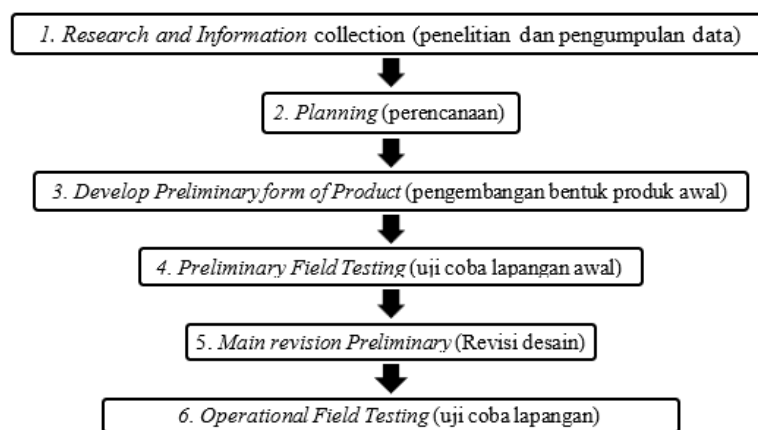 1. Research and Information collection (penelitian dan pengumpulan data)
2. Planning (perencanaan)
3. Develop Preliminary form of Product (pengembangan bentuk produk awal)
4. Preliminary Field Testing (uji coba lapangan awal)
5. Main revision Preliminary (Revisi desain)
6. Operational Field Testing (uji coba lapangan)